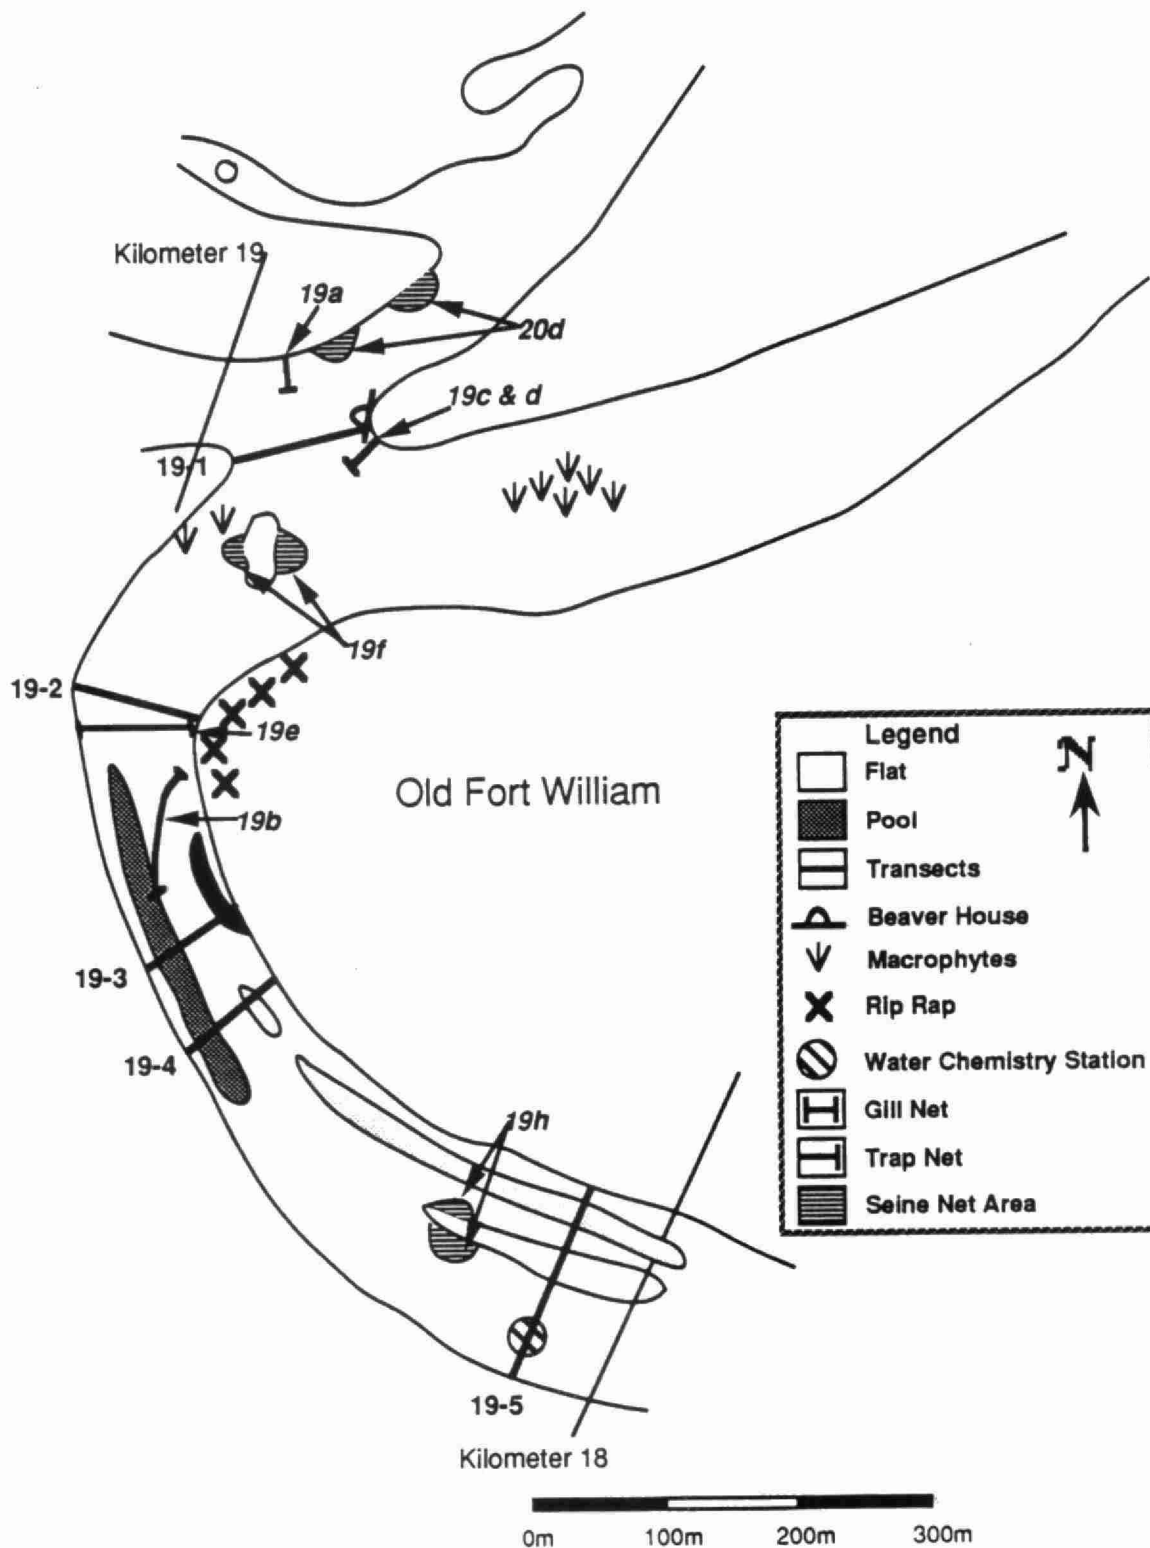 Kilometer 19
19a
20d
19c & d
19-1
19f
19-2
19e
Old Fort William
19b
19-3
19-4
19h
19-5
Kilometer 18
Legend
N
Flat
Pool
Transects
Beaver House
Macrophytes
Rip Rap
Water Chemistry Station
Gill Net
Trap Net
Seine Net Area
0m 100m 200m 300m